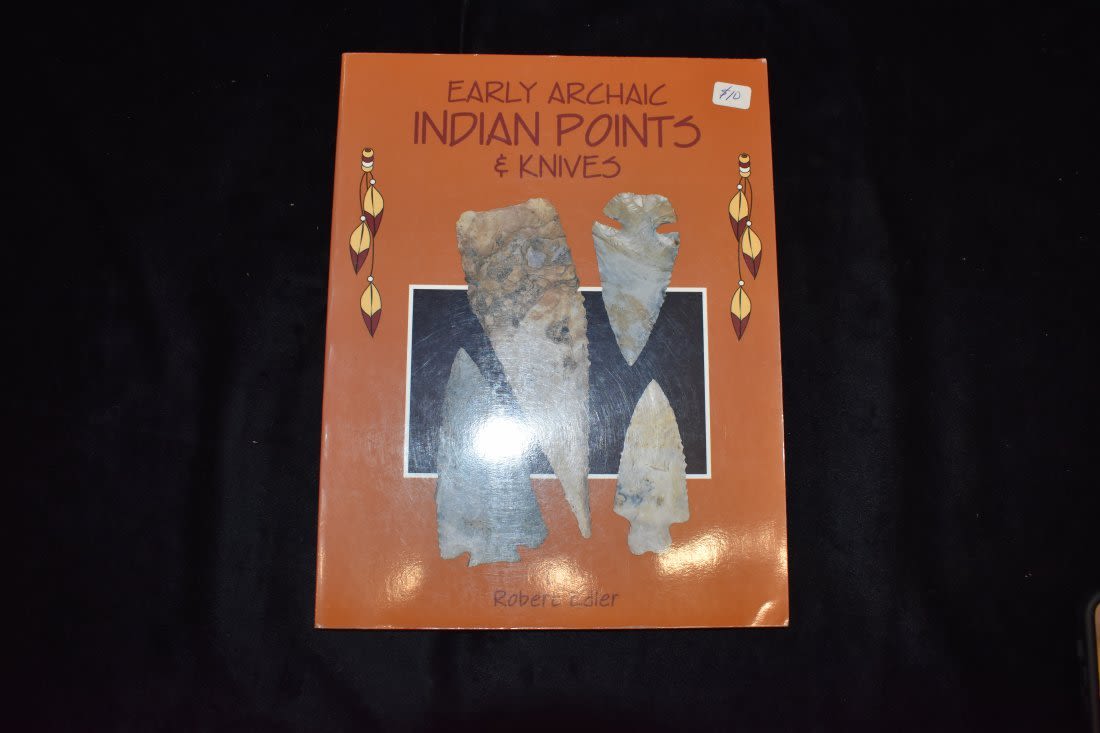 EARLY ARCHAIC
$10
INDIAN POINTS
& KNIVES
Robert Edler